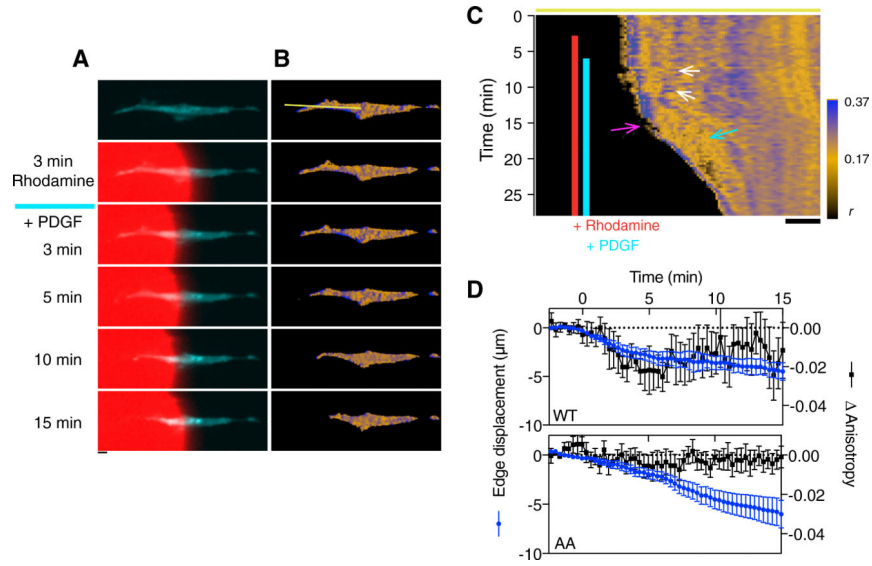 A
B
3 min
Rhodamine
+ PDGF
3 min
5 min
10 min
15 min
C
Time (min)
0
5
10
15
20
25
+ Rhodamine
+ PDGF
0.37
0.17
r
D
Time (min)
0 5 10 15
Edge displacement (µm)
0
-5
-10
WT
0.00
-0.02
-0.04
0
-5
-10
AA
0.00
-0.02
-0.04
Δ Anisotropy